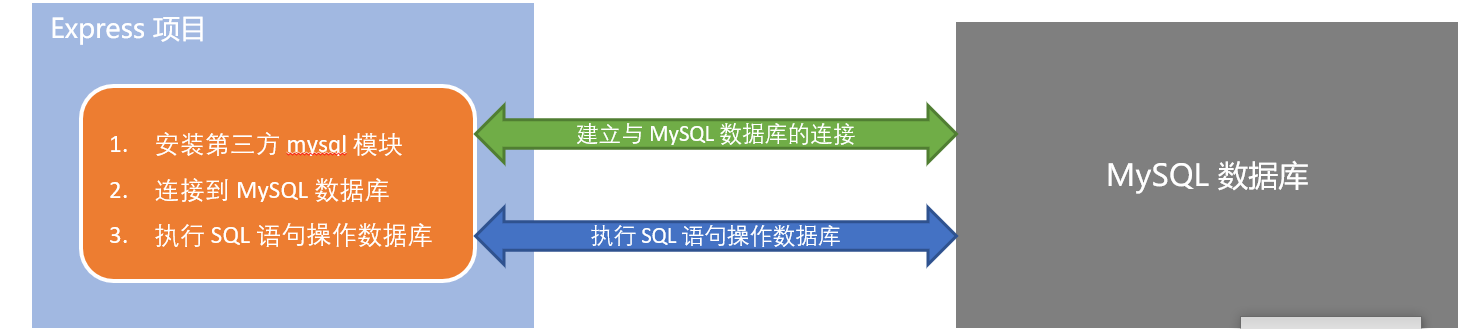 Express 项目
1. 安装第三方 mysql 模块
2. 连接到 MySQL 数据库
3. 执行 SQL 语句操作数据库
建立与 MySQL 数据库的连接
执行 SQL 语句操作数据库
MySQL 数据库